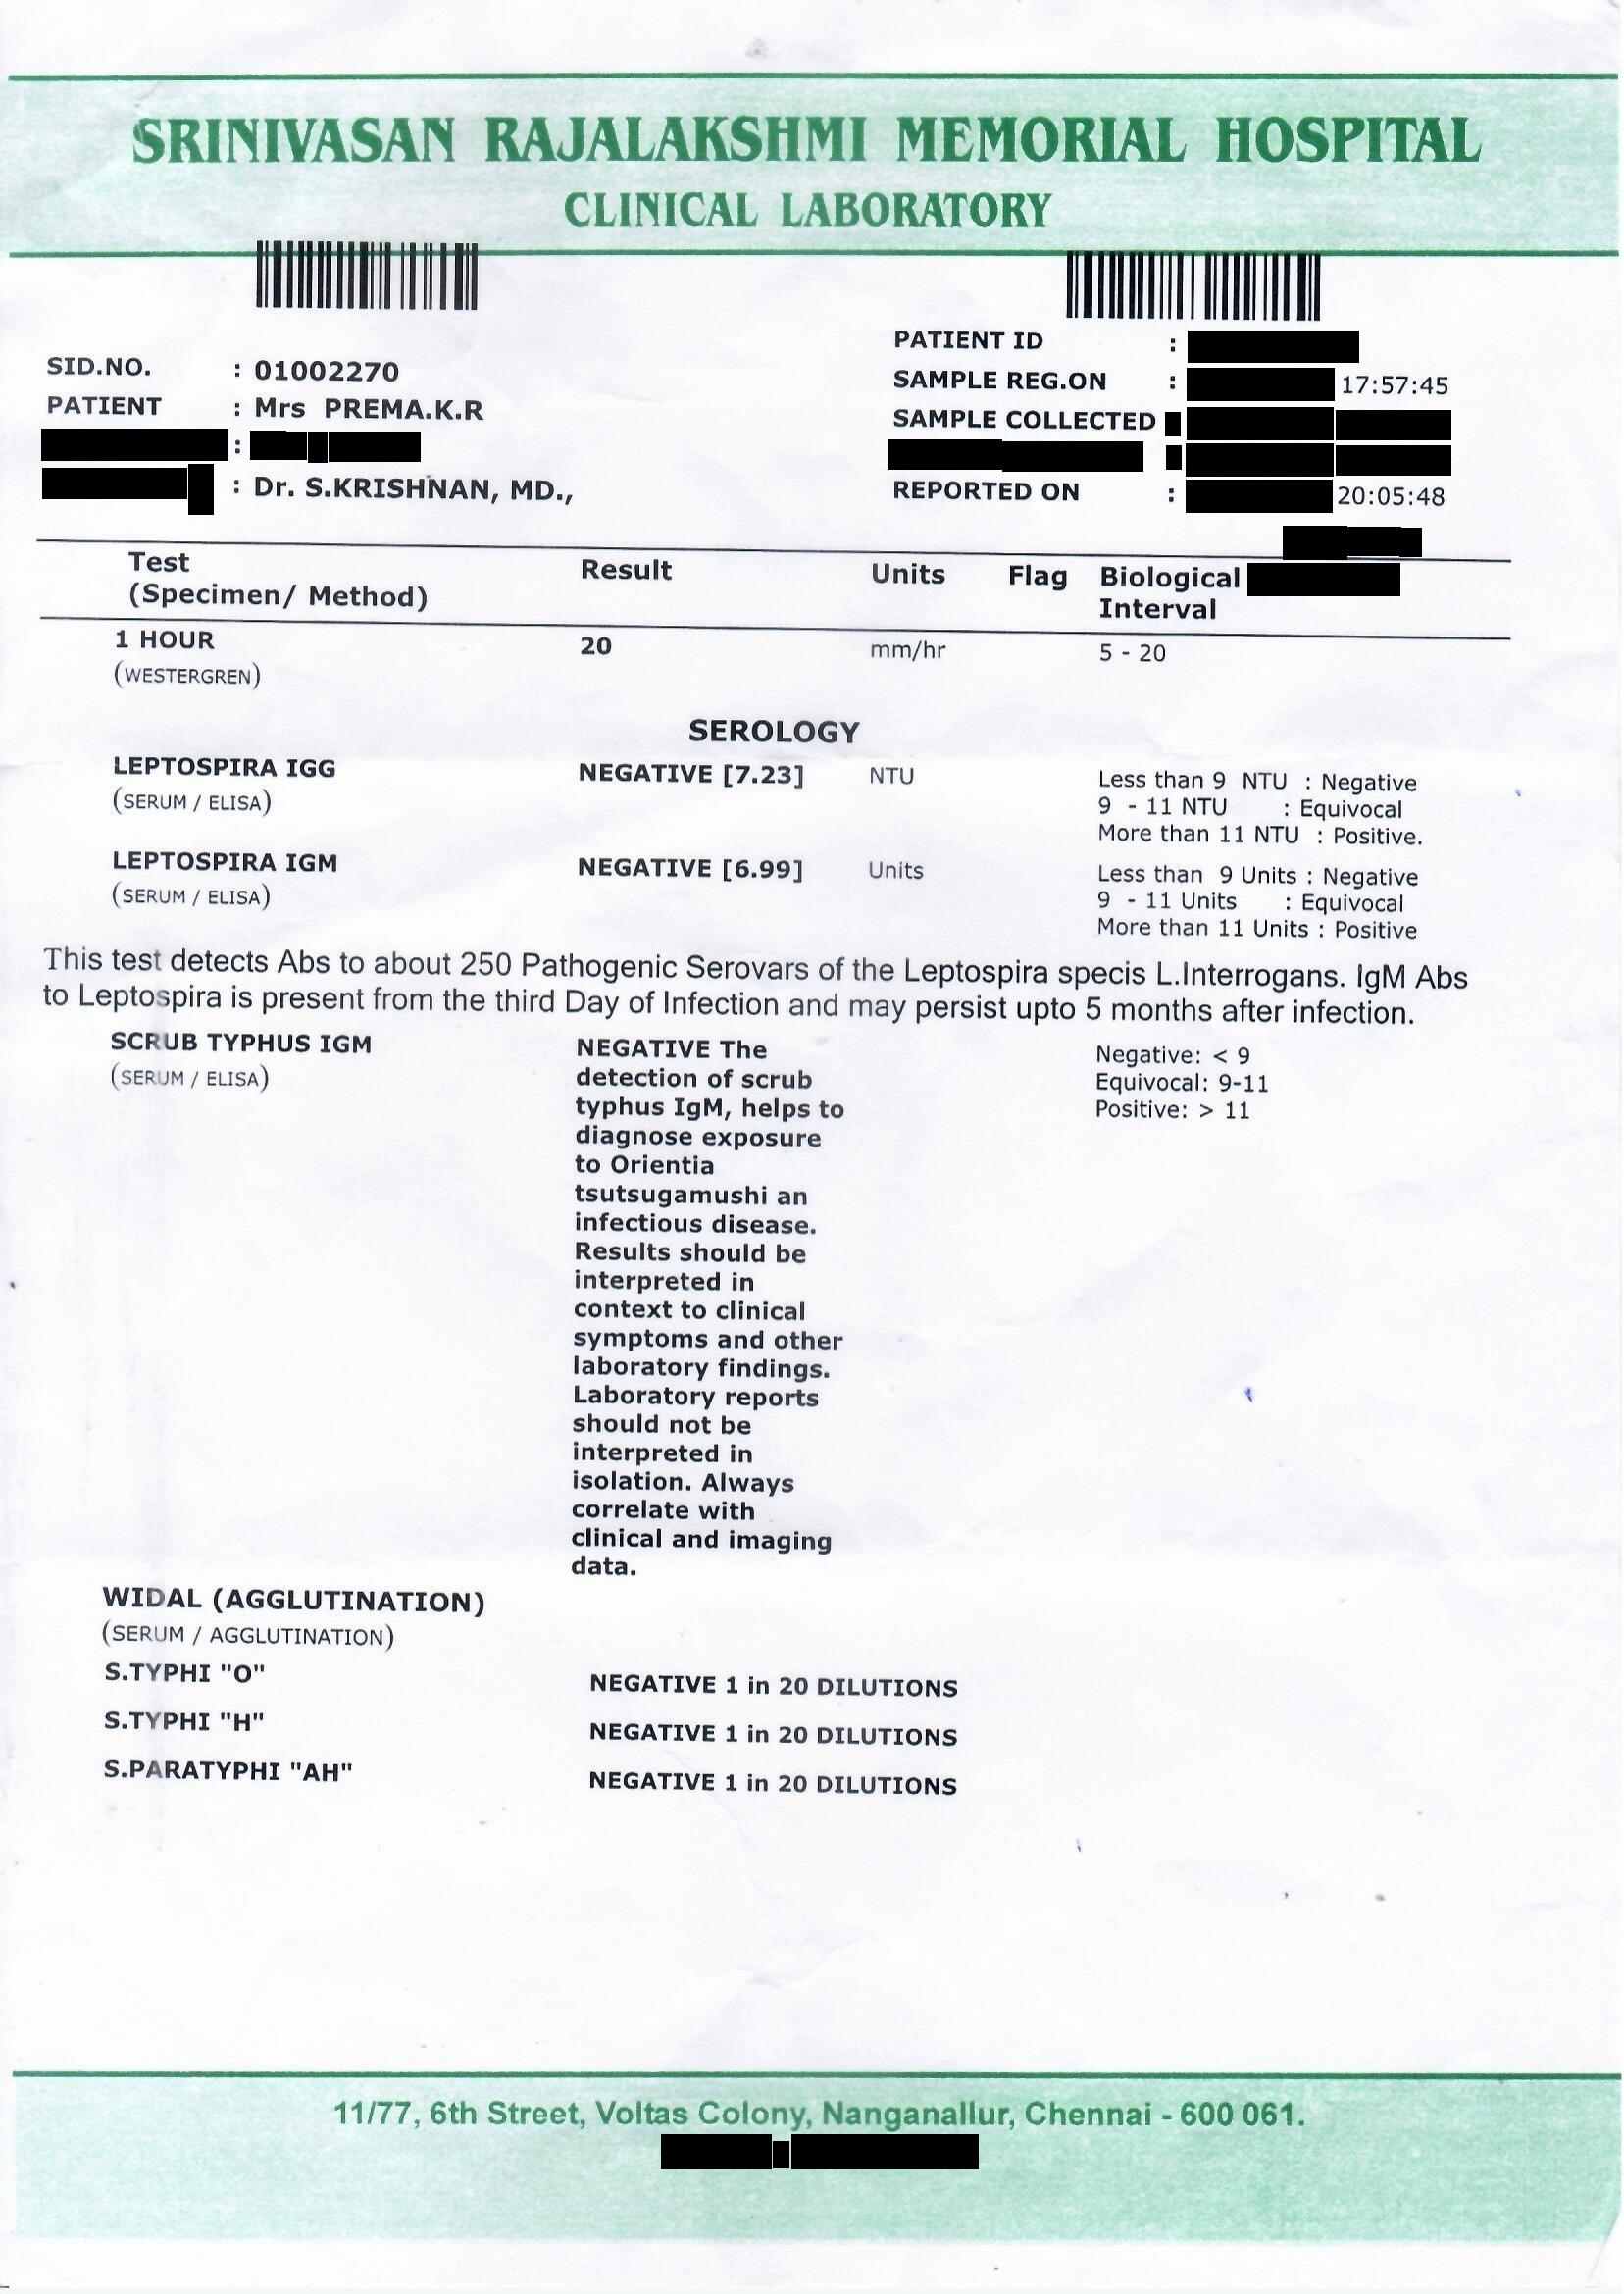 SRINIVASAN RAJALAKSHMI MEMORIAL HOSPITAL
CLINICAL LABORATORY
SID.NO. : 01002270
PATIENT : Mrs PREMA.K.R
:
: Dr. S.KRISHNAN, MD.,
PATIENT ID :
SAMPLE REG.ON : 17:57:45
SAMPLE COLLECTED
:
REPORTED ON : 20:05:48
Test Result Units Flag Biological
(Specimen/ Method) Interval
1 HOUR 20 mm/hr 5 - 20
(WESTERGREN)
SEROLOGY
LEPTOSPIRA IGG NEGATIVE [7.23] NTU Less than 9 NTU : Negative
(SERUM / ELISA) 9 - 11 NTU : Equivocal
More than 11 NTU : Positive.
LEPTOSPIRA IGM NEGATIVE [6.99] Units Less than 9 Units : Negative
(SERUM / ELISA) 9 - 11 Units : Equivocal
More than 11 Units : Positive
This test detects Abs to about 250 Pathogenic Serovars of the Leptospira specis L.Interrogans. IgM Abs
to Leptospira is present from the third Day of Infection and may persist upto 5 months after infection.
SCRUB TYPHUS IGM NEGATIVE The Negative: < 9
(SERUM / ELISA) detection of scrub Equivocal: 9-11
typhus IgM, helps to Positive: > 11
diagnose exposure
to Orientia
tsutsugamushi an
infectious disease.
Results should be
interpreted in
context to clinical
symptoms and other
laboratory findings.
Laboratory reports
should not be
interpreted in
isolation. Always
correlate with
clinical and imaging
data.
WIDAL (AGGLUTINATION)
(SERUM / AGGLUTINATION)
S.TYPHI "O" NEGATIVE 1 in 20 DILUTIONS
S.TYPHI "H" NEGATIVE 1 in 20 DILUTIONS
S.PARATYPHI "AH" NEGATIVE 1 in 20 DILUTIONS
11/77, 6th Street, Voltas Colony, Nanganallur, Chennai - 600 061.